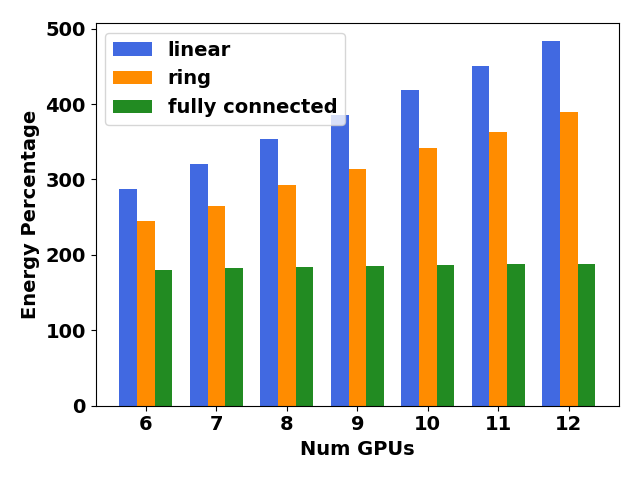 linear
ring
fully connected
Energy Percentage
500
400
300
200
100
0
6 7 8 9 10 11 12
Num GPUs